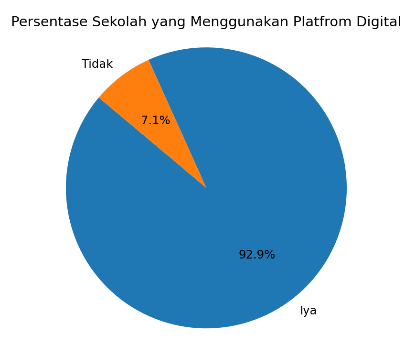 Persentase Sekolah yang Menggunakan Platfrom Digital
Tidak
7.1%
92.9%
Iya